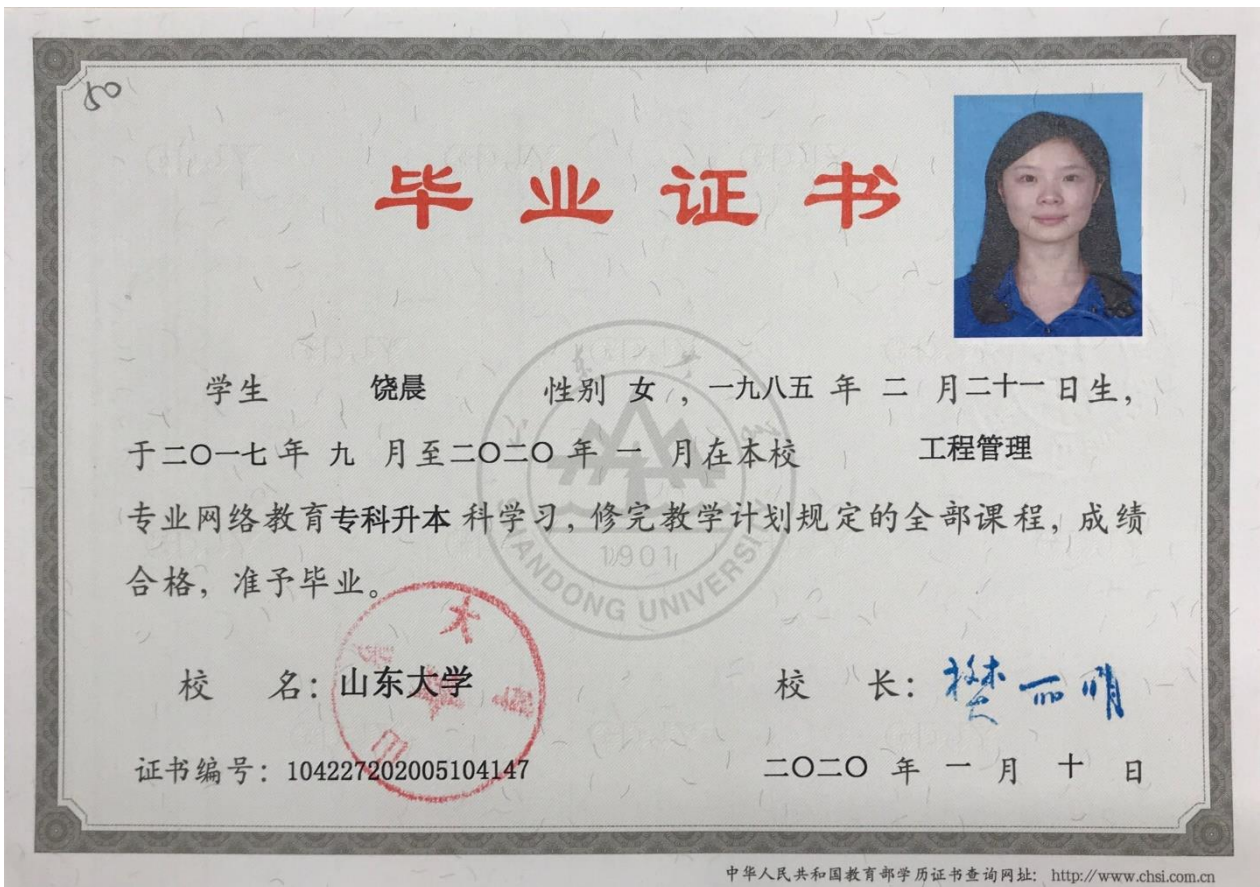 50
毕业证书
学生 饶晨 性别 女 ，一九八五 年 二 月二十一 日生，
于二〇一七 年 九 月至二〇二〇 年 一 月在本校 工程管理
专业网络教育专科升本 科学习，修完教学计划规定的全部课程，成绩
合格，准予毕业。
1901
SHANDONG UNIVERSITY
校 名：山东大学 校 长：樊丽明
证书编号：104227202005104147 二〇二〇 年 一 月 十 日
中华人民共和国教育部学历证书查询网址：http://www.chsi.com.cn